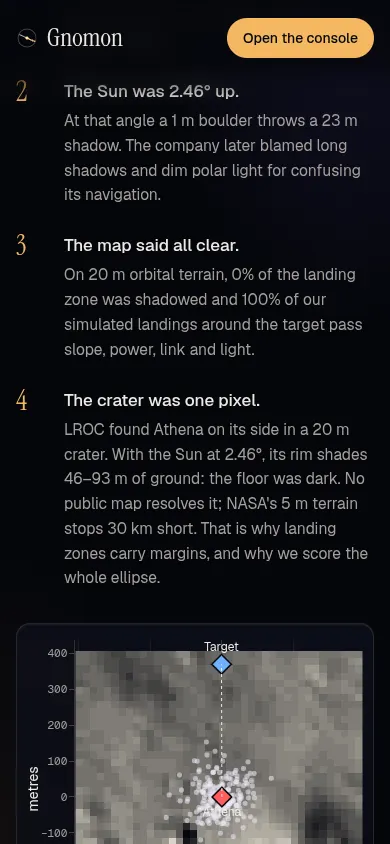 Gnomon
Open the console
2
The Sun was 2.46° up.
At that angle a 1 m boulder throws a 23 m
shadow. The company later blamed long
shadows and dim polar light for confusing
its navigation.
3
The map said all clear.
On 20 m orbital terrain, 0% of the landing
zone was shadowed and 100% of our
simulated landings around the target pass
slope, power, link and light.
4
The crater was one pixel.
LROC found Athena on its side in a 20 m
crater. With the Sun at 2.46°, its rim shades
46–93 m of ground: the floor was dark. No
public map resolves it; NASA's 5 m terrain
stops 30 km short. That is why landing
zones carry margins, and why we score the
whole ellipse.
Target
400
300
200
100
0
−100
metres
Athena